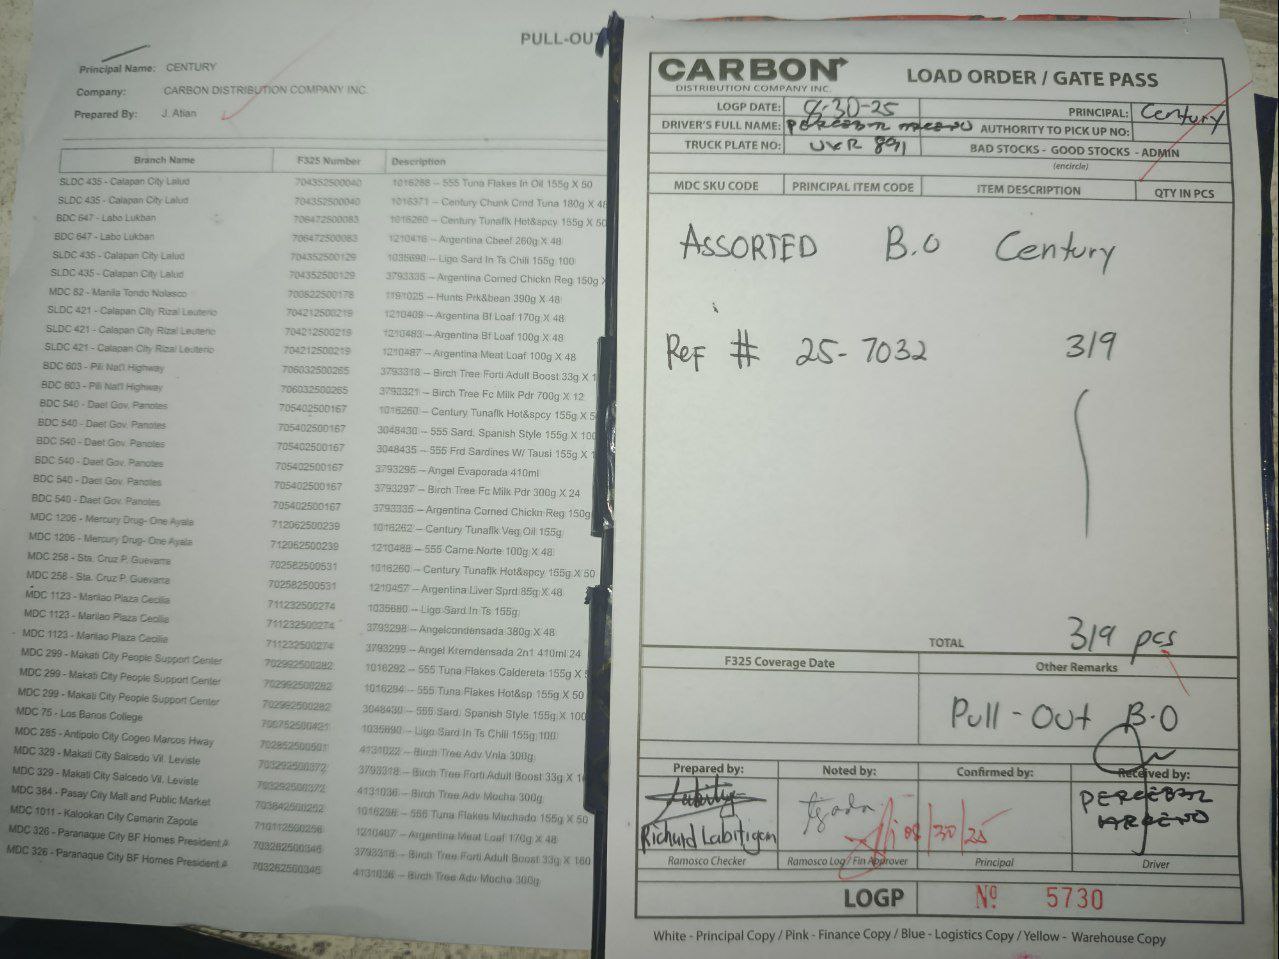 PULL-OUT
Principal Name: CENTURY
Company: CARBON DISTRIBUTION COMPANY INC.
Prepared By: J. Atian
Branch Name F325 Number Description
SLDC 435 - Calapan City Lalud 704352500040 1016288 -- 555 Tuna Flakes In Oil 155g X 50
SLDC 435 - Calapan City Lalud 704352500040 1016371 -- Century Chunk Cmd Tuna 180g X 48
BDC 647 - Labo Lukban 706472500083 1016260 -- Century Tunaflk Hot&spcy 155g X 50
BDC 647 - Labo Lukban 706472500083 1210416 -- Argentina Cbeef 260g X 48
SLDC 435 - Calapan City Lalud 704352500129 1035690 -- Ligo Sard In Ts Chili 155g 100
SLDC 435 - Calapan City Lalud 704352500129 3793335 -- Argentina Corned Chickn Reg 150g X
MDC 52 - Manila Tondo Nolasco 700522500178 1191025 -- Hunts Prk&bean 390g X 48
SLDC 421 - Calapan City Rizal Leuterio 704212500219 1210409 -- Argentina Bf Loaf 170g X 48
SLDC 421 - Calapan City Rizal Leuterio 704212500219 1210483 -- Argentina Bf Loaf 100g X 48
SLDC 421 - Calapan City Rizal Leuterio 704212500219 1210487 -- Argentina Meat Loaf 100g X 48
BDC 603 - Pili Nat'l Highway 706032500265 3793318 -- Birch Tree Forti Adult Boost 33g X 1
BDC 603 - Pili Nat'l Highway 706032500265 3793321 -- Birch Tree Fc Milk Pdr 700g X 12
BDC 540 - Daet Gov. Panotes 705402500167 1016260 -- Century Tunaflk Hot&spcy 155g X 5
BDC 540 - Daet Gov. Panotes 705402500167 3048430 -- 555 Sard. Spanish Style 155g X 100
BDC 540 - Daet Gov. Panotes 705402500167 3048435 -- 555 Frd Sardines W/ Tausi 155g X 1
BDC 540 - Daet Gov. Panotes 705402500167 3793295 -- Angel Evaporada 410ml
BDC 540 - Daet Gov. Panotes 705402500167 3793297 -- Birch Tree Fc Milk Pdr 300g X 24
BDC 540 - Daet Gov. Panotes 705402500167 3793335 -- Argentina Corned Chickn Reg 150g
MDC 1206 - Mercury Drug- One Ayala 712062500239 1016262 -- Century Tunaflk Veg Oil 155g
MDC 1206 - Mercury Drug- One Ayala 712062500239 1210488 -- 555 Carne Norte 100g X 48
MDC 258 - Sta. Cruz P. Guevarra 702582500531 1016260 -- Century Tunaflk Hot&spcy 155g X 50
MDC 258 - Sta. Cruz P. Guevarra 702582500531 1210457 -- Argentina Liver Sprd 85g X 48
MDC 1123 - Marilao Plaza Cecilia 711232500274 1035680 -- Ligo Sard In Ts 155g
MDC 1123 - Marilao Plaza Cecilia 711232500274 3793298 -- Angelcondensada 380g X 48
MDC 1123 - Marilao Plaza Cecilia 711232500274 3793299 -- Angel Kremdensada 2n1 410ml 24
MDC 299 - Makati City People Support Center 702992500282 1016292 -- 555 Tuna Flakes Caldereta 155g X 5
MDC 299 - Makati City People Support Center 702992500282 1016294 -- 555 Tuna Flakes Hot&sp 155g X 50
MDC 299 - Makati City People Support Center 702992500282 3048430 -- 555 Sard. Spanish Style 155g X 100
MDC 75 - Los Banos College 700752500421 1035690 -- Ligo Sard In Ts Chili 155g 100
MDC 285 - Antipolo City Cogeo Marcos Hway 702852500501 4131022 -- Birch Tree Adv Vnla 300g
MDC 329 - Makati City Salcedo Vil. Leviste 703292500372 3793318 -- Birch Tree Forti Adult Boost 33g X
MDC 329 - Makati City Salcedo Vil. Leviste 703292500372 4131036 -- Birch Tree Adv Mocha 300g
MDC 384 - Pasay City Mall and Public Market 703842500252 1016296 -- 555 Tuna Flakes Mechado 155g X 50
MDC 1011 - Kalookan City Camarin Zapote 710112500256 1210407 -- Argentina Meat Loaf 170g X 48
MDC 326 - Paranaque BF Homes President A 703262500345 3793318 -- Birch Tree Forti Adult Boost 33g X 160
MDC 326 - Paranaque BF Homes President A 703262500345 4131036 -- Birch Tree Adv Mocha 300g
CARBON
DISTRIBUTION COMPANY INC.
LOAD ORDER / GATE PASS
LOGP DATE: 8-30-25 PRINCIPAL: Century
DRIVER'S FULL NAME: AUTHORITY TO PICK UP NO:
TRUCK PLATE NO: UVR 891 BAD STOCKS - GOOD STOCKS - ADMIN
(encircle)
MDC SKU CODE PRINCIPAL ITEM CODE ITEM DESCRIPTION QTY IN PCS
ASSORTED B.O Century
Ref # 25-7032 319
TOTAL 319 pcs
F325 Coverage Date Other Remarks
Pull-Out B.O
Prepared by: Noted by: Confirmed by: Received by:
Richard Labitigan 08/30/25
Ramosco Checker Ramosco Log / Fin Approver Principal Driver
LOGP Nº 5730
White - Principal Copy / Pink - Finance Copy / Blue - Logistics Copy / Yellow - Warehouse Copy